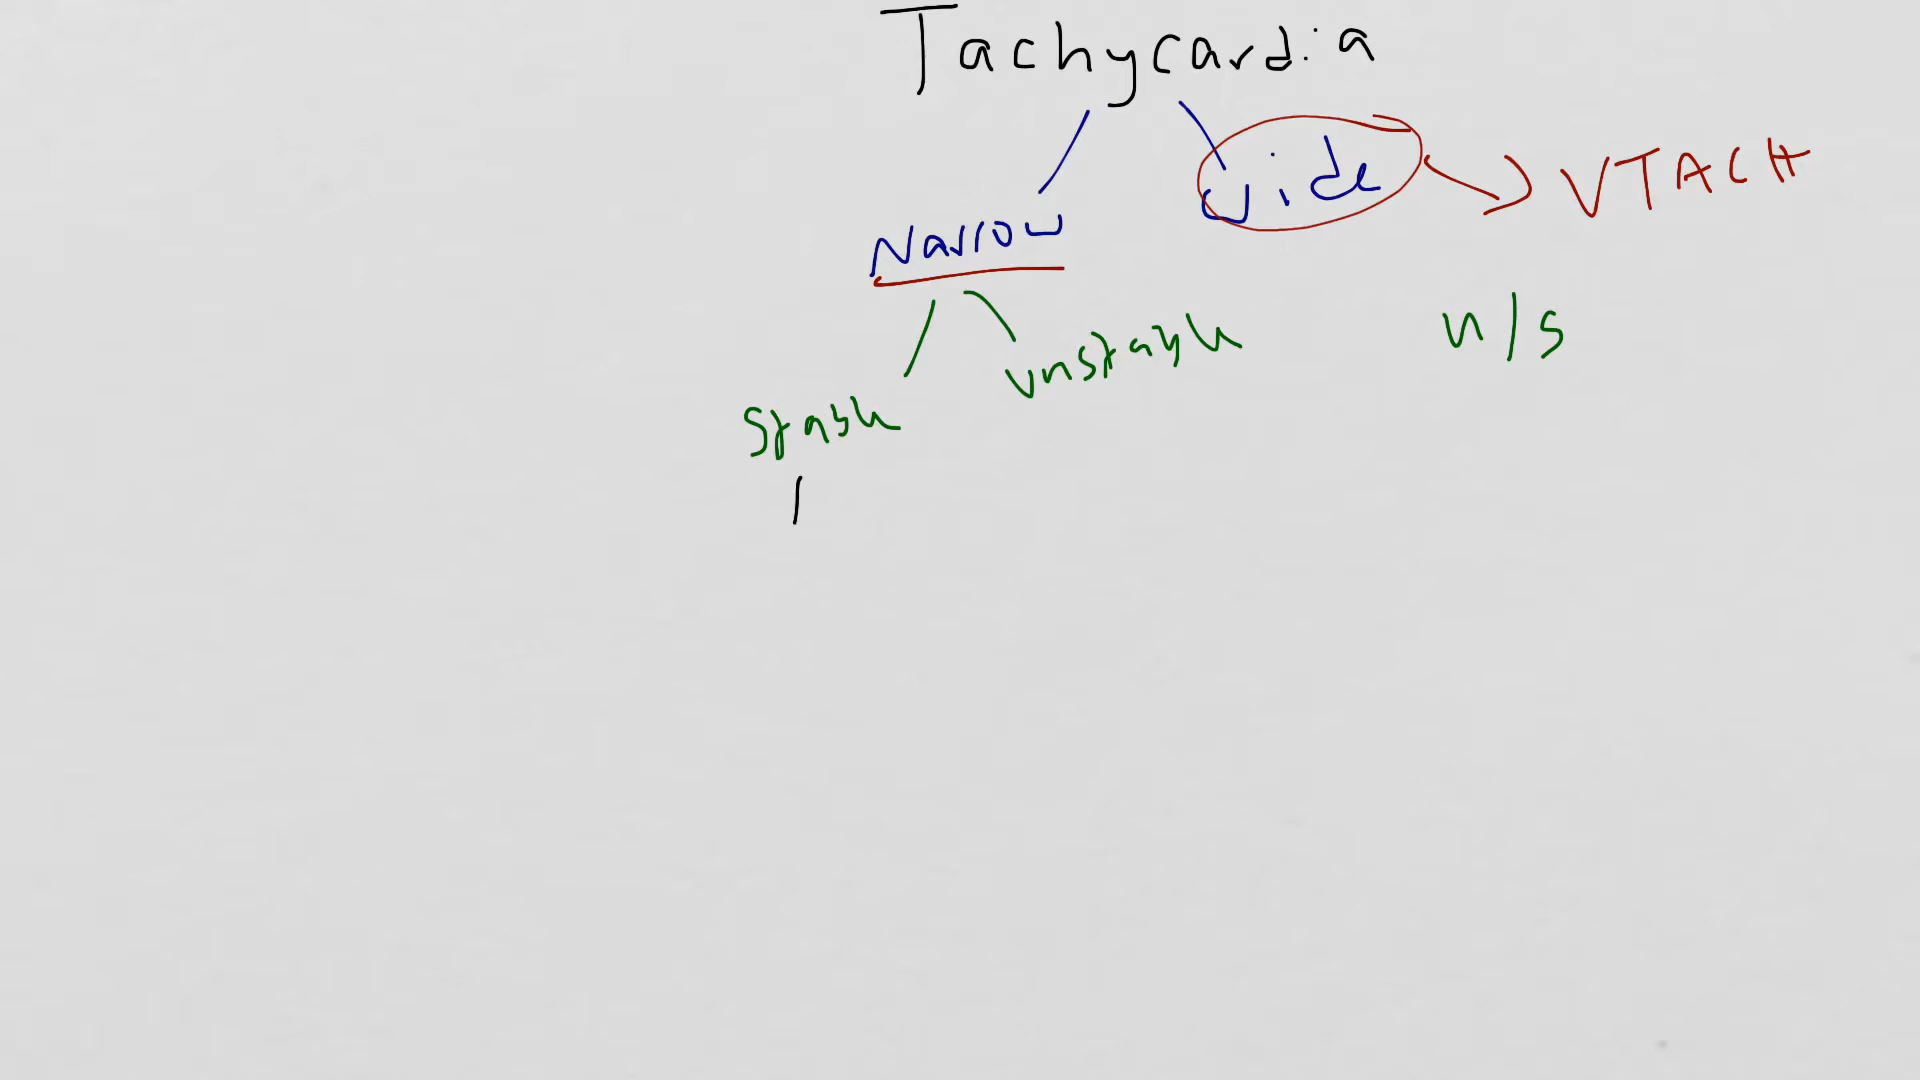 Tachycardia
wide
VTACH
Narrow
unstable
u/s
Stable